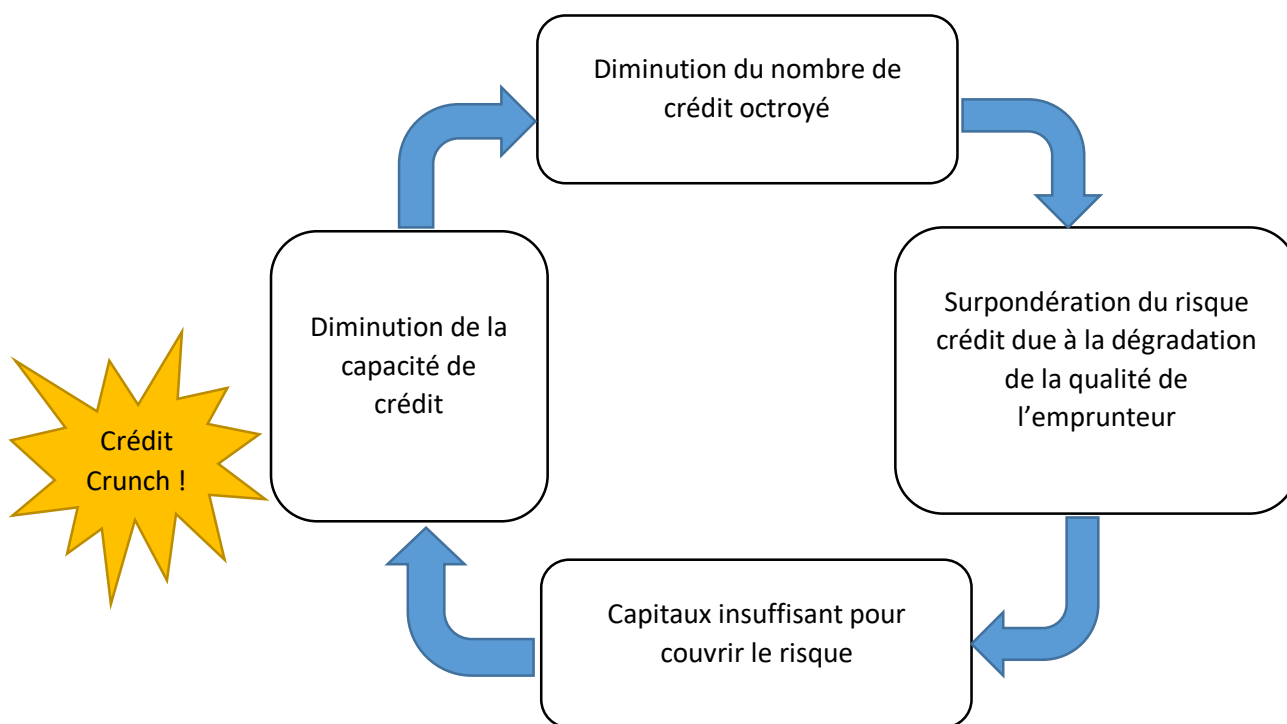 Diminution du nombre de
crédit octroyé
Surpondération du risque
crédit due à la dégradation
de la qualité de
l’emprunteur
Capitaux insuffisant pour
couvrir le risque
Diminution de la
capacité de
crédit
Crédit
Crunch !